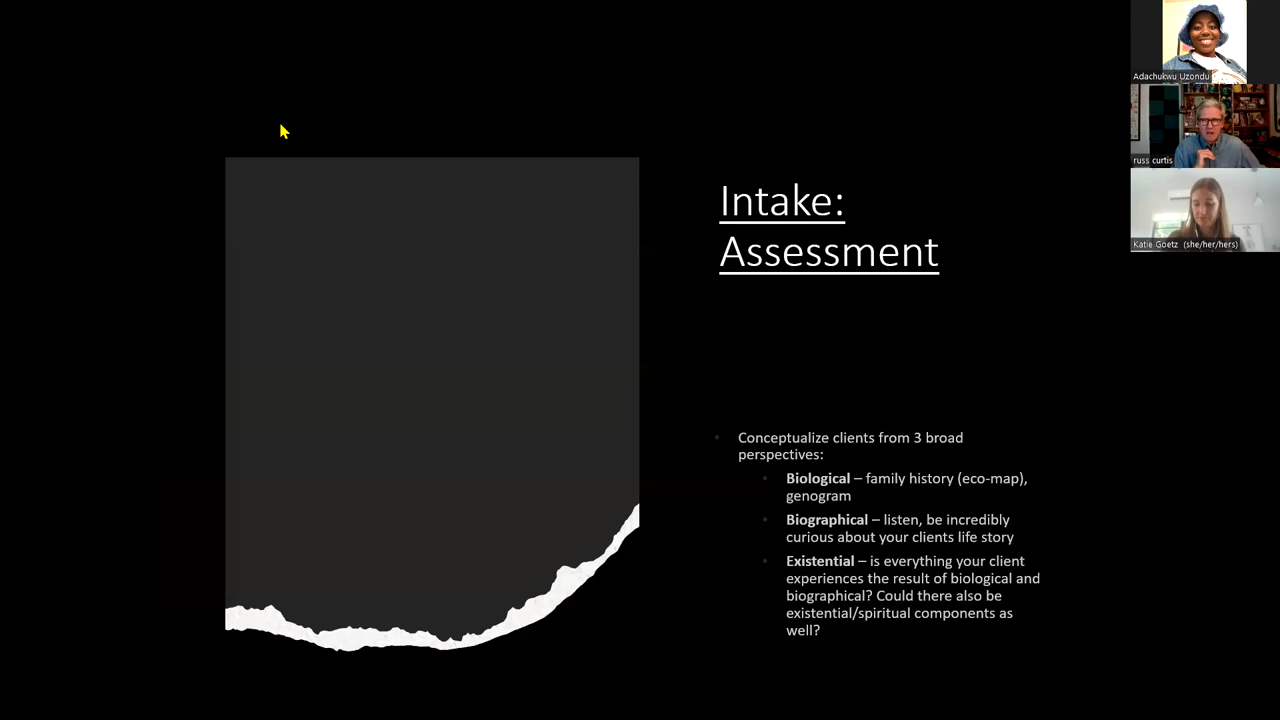 Intake:
Assessment
• Conceptualize clients from 3 broad
perspectives:
• Biological – family history (eco-map),
genogram
• Biographical – listen, be incredibly
curious about your clients life story
• Existential – is everything your client
experiences the result of biological and
biographical? Could there also be
existential/spiritual components as
well?
Adachukwu Uzondu
russ curtis
Katie Goetz (she/her/hers)